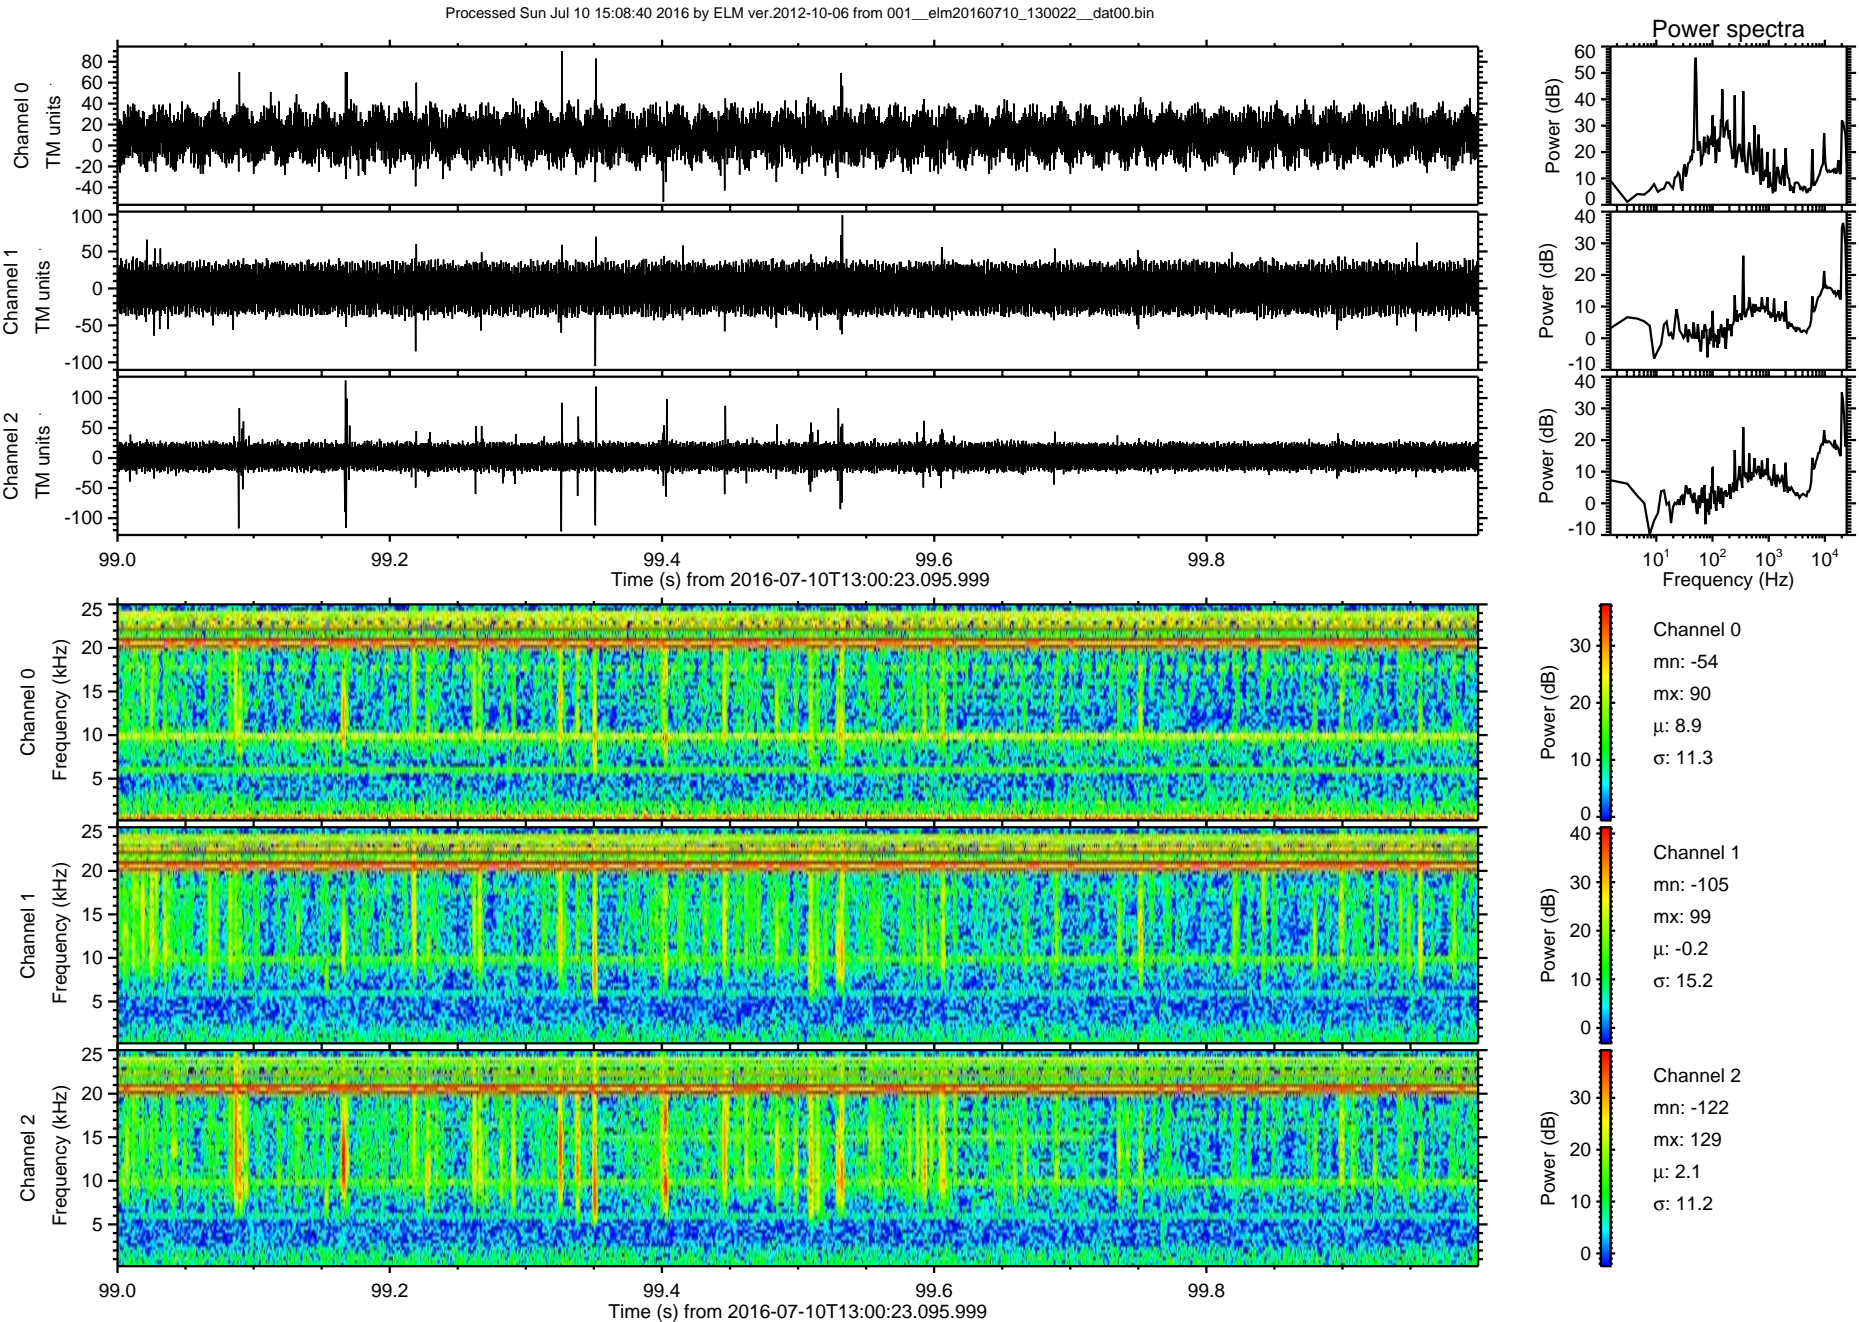 Processed Sun Jul 10 15:08:40 2016 by ELM ver.2012-10-06 from 001__elm20160710_130022__dat00.bin
Power spectra
Channel 0
TM units
80
60
40
20
0
-20
-40
Power (dB)
60
50
40
30
20
10
0
Channel 1
TM units
100
50
0
-50
-100
Power (dB)
40
30
20
10
0
-10
Channel 2
TM units
100
50
0
-50
-100
Power (dB)
40
30
20
10
0
-10
99.0 99.2 99.4 99.6 99.8
Time (s) from 2016-07-10T13:00:23.095.999
10¹ 10² 10³ 10⁴
Frequency (Hz)
Channel 0
Frequency (kHz)
25
20
15
10
5
Power (dB)
30
20
10
0
Channel 0
mn: -54
mx: 90
μ: 8.9
σ: 11.3
Channel 1
Frequency (kHz)
25
20
15
10
5
Power (dB)
40
30
20
10
0
Channel 1
mn: -105
mx: 99
μ: -0.2
σ: 15.2
Channel 2
Frequency (kHz)
25
20
15
10
5
Power (dB)
30
20
10
0
Channel 2
mn: -122
mx: 129
μ: 2.1
σ: 11.2
99.0 99.2 99.4 99.6 99.8
Time (s) from 2016-07-10T13:00:23.095.999